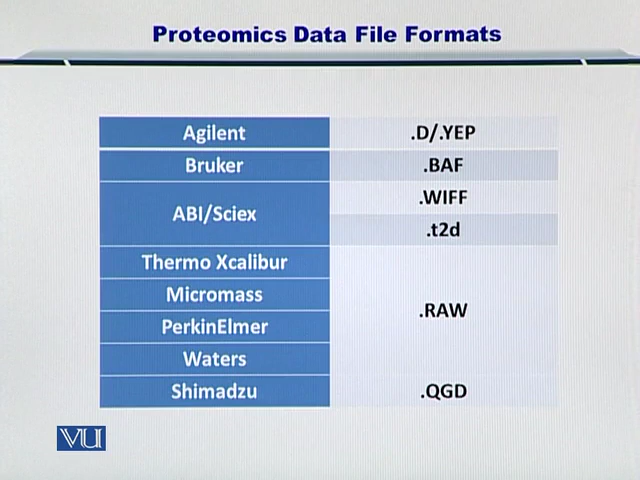 Proteomics Data File Formats
Agilent .D/.YEP
Bruker .BAF
ABI/Sciex .WIFF
.t2d
Thermo Xcalibur
Micromass
.RAW
PerkinElmer
Waters
Shimadzu .QGD
VU